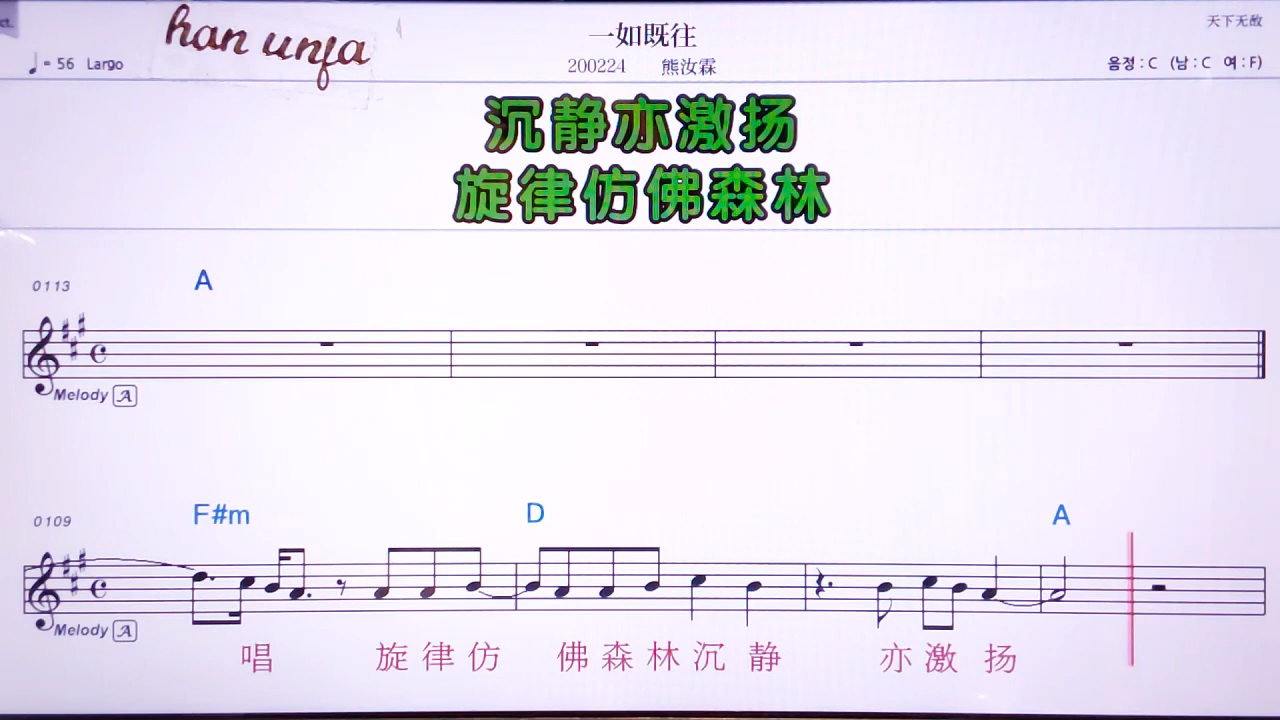 ct.
han unfa
一如既往
天下无敌
♩= 56 Largo
200224 熊汝霖
음정 : C (남 : C 여 : F)
沉静亦激扬
旋律仿佛森林
0113
A
Melody A
0109
F#m D A
Melody A
唱 旋律仿 佛森林沉 静 亦激 扬